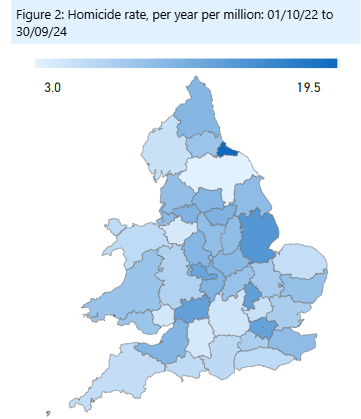 Figure 2: Homicide rate, per year per million: 01/10/22 to
30/09/24
3.0 19.5